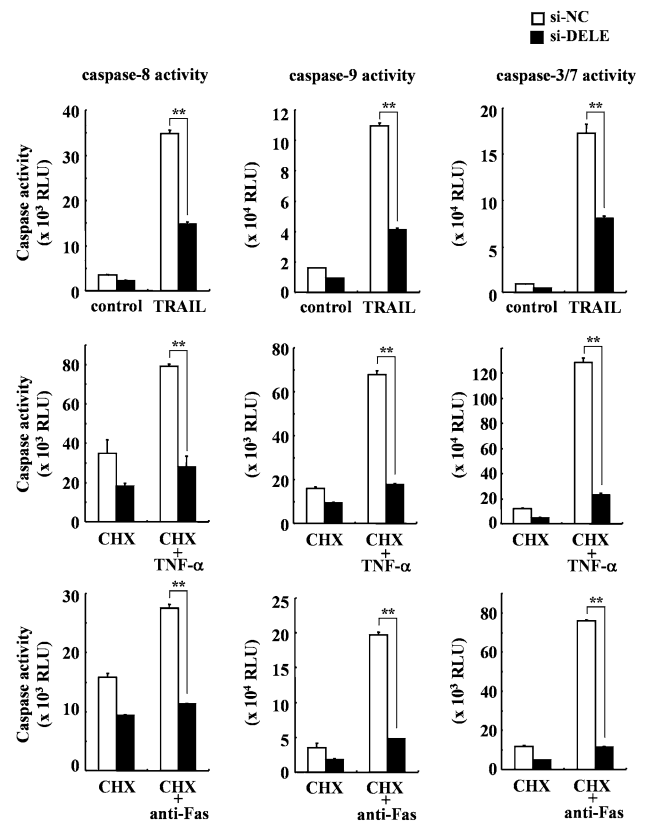 si-NC
si-DELE
caspase-8 activity
caspase-9 activity
caspase-3/7 activity
Caspase activity
(x 10³ RLU)
40
30
20
10
0
**
control
TRAIL
(x 10⁴ RLU)
12
10
8
6
4
2
0
**
control
TRAIL
(x 10⁴ RLU)
20
15
10
5
0
**
control
TRAIL
Caspase activity
(x 10³ RLU)
80
60
40
20
0
**
CHX
CHX
+
TNF-α
(x 10³ RLU)
80
60
40
20
0
**
CHX
CHX
+
TNF-α
(x 10⁴ RLU)
120
100
80
60
40
20
0
**
CHX
CHX
+
TNF-α
Caspase activity
(x 10³ RLU)
30
20
10
0
**
CHX
CHX
+
anti-Fas
(x 10⁴ RLU)
25
20
15
10
5
0
**
CHX
CHX
+
anti-Fas
(x 10³ RLU)
80
60
40
20
0
**
CHX
CHX
+
anti-Fas